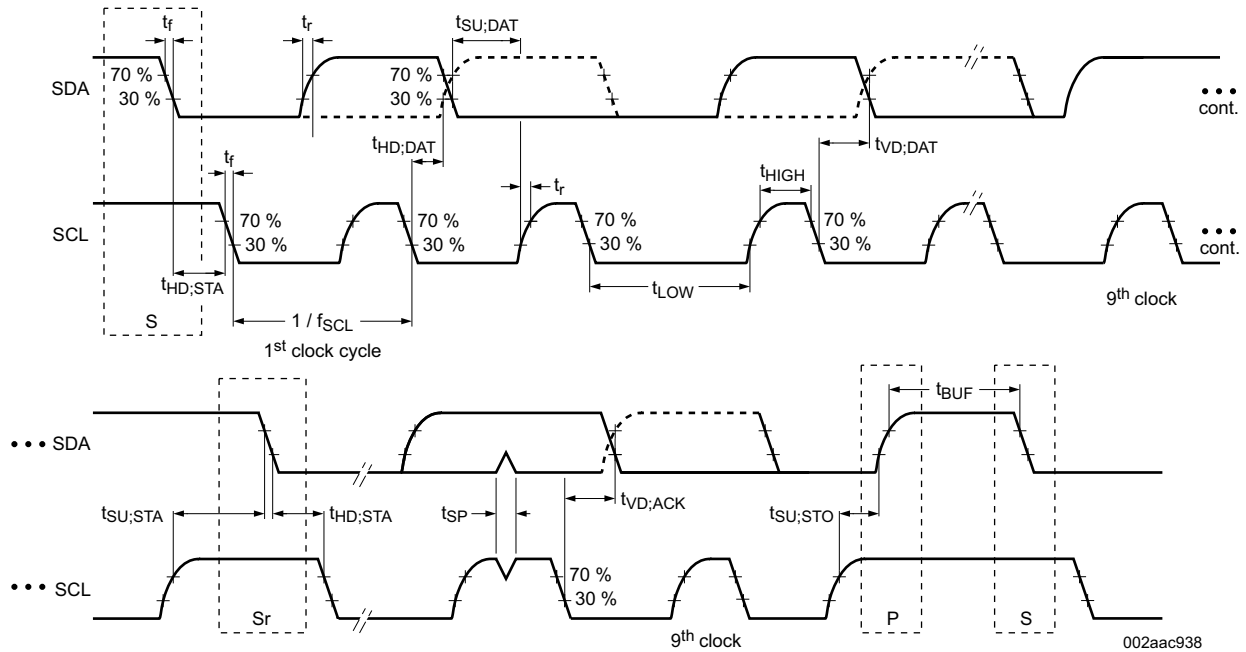 tf tr tSU;DAT
70 % 70 %
SDA
30 % 30 %
cont.
tHD;DAT tVD;DAT
tf tr tHIGH
70 % 70 % 70 % 70 %
SCL
30 % 30 % 30 % 30 %
cont.
tHD;STA
tLOW
9th clock
S
1 / fSCL
1st clock cycle
tBUF
SDA
tSU;STA tHD;STA tSP tVD;ACK tSU;STO
70 %
SCL
30 %
Sr
9th clock
P S
002aac938